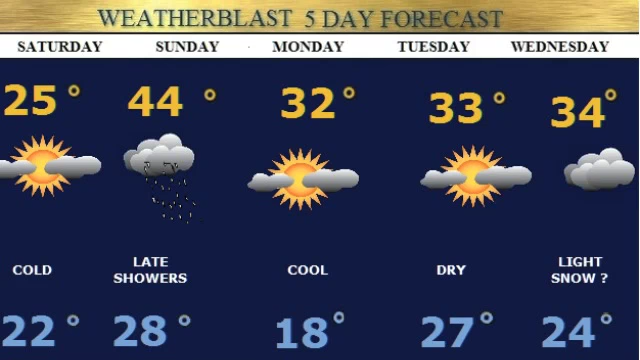 WEATHERBLAST 5 DAY FORECAST
SATURDAY SUNDAY MONDAY TUESDAY WEDNESDAY
25° 44° 32° 33° 34°
COLD LATE SHOWERS COOL DRY LIGHT SNOW ?
22° 28° 18° 27° 24°